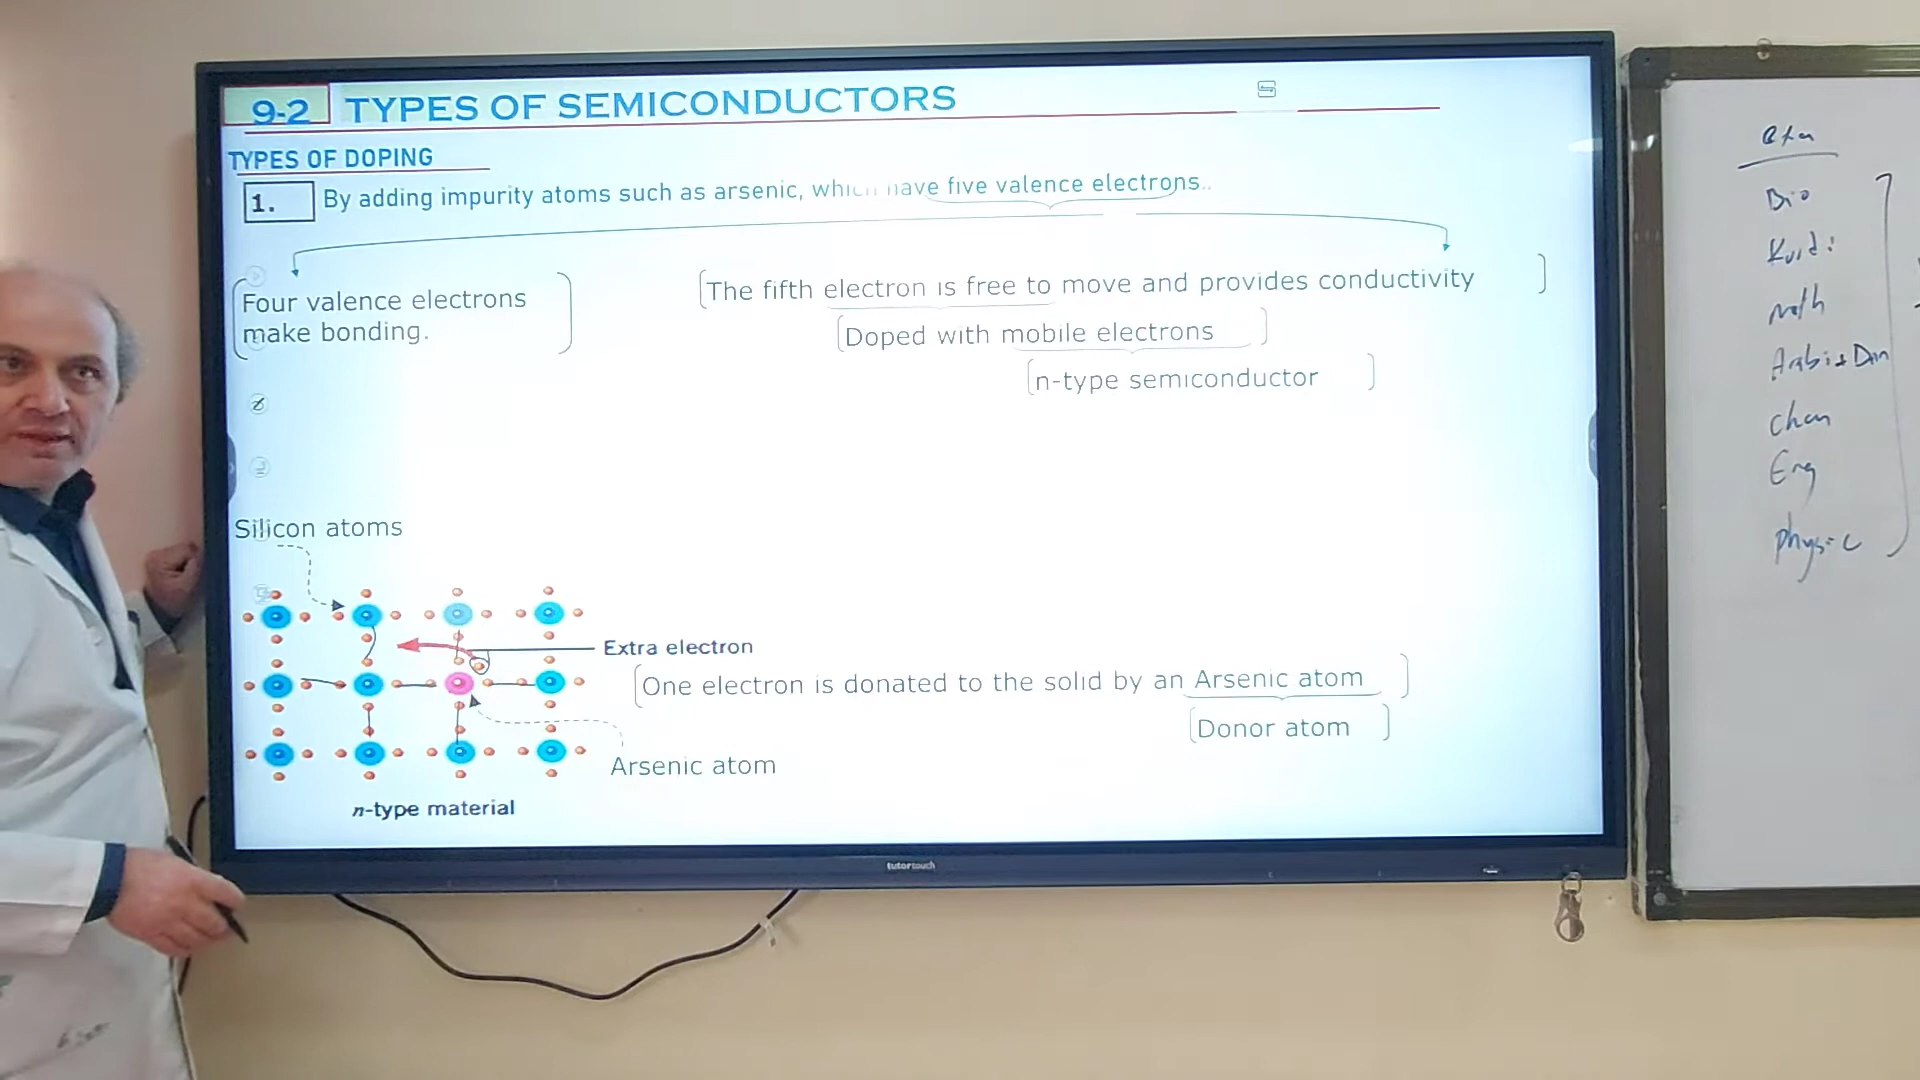 9-2 TYPES OF SEMICONDUCTORS
TYPES OF DOPING
1. By adding impurity atoms such as arsenic, which have five valence electrons..
Four valence electrons
make bonding.
The fifth electron is free to move and provides conductivity
Doped with mobile electrons
n-type semiconductor
Silicon atoms
Extra electron
One electron is donated to the solid by an Arsenic atom
Donor atom
Arsenic atom
n-type material
tutortouch
Bio
Kurdi
math
Eng
physic